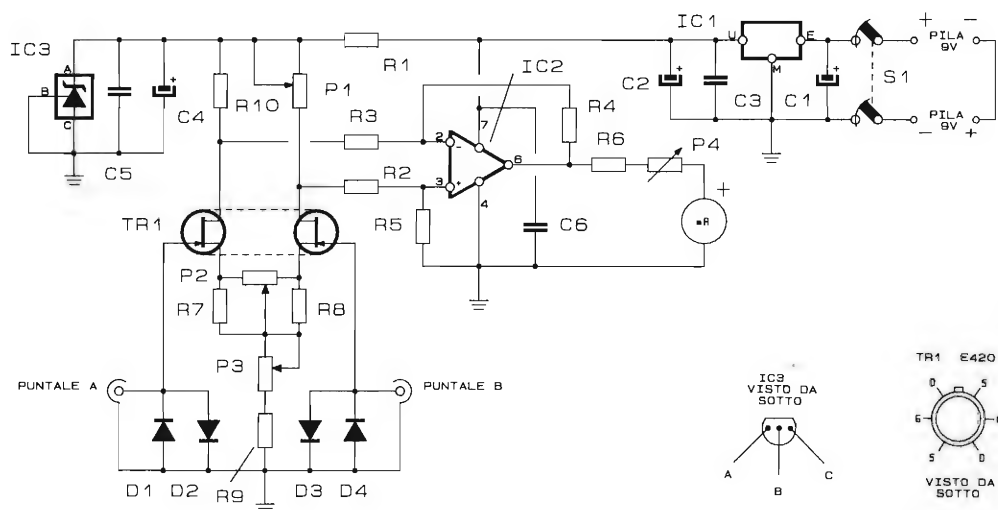 IC3
A
B
C
C5
C4
R10
P1
R1
R3
R2
IC2
2
-
3
+
7
6
4
R4
R6
P4
R5
C6
+
mA
C2
+
C3
IC1
U
E
M
C1
+
S1
+
-
PILA
9V
PILA
9V
-
+
TR1
P2
R7
R8
P3
PUNTALE A
PUNTALE B
D1
D2
R9
D3
D4
IC3
VISTO DA
SOTTO
A
B
C
TR1 E420
D
S
G
S
D
VISTO DA
SOTTO